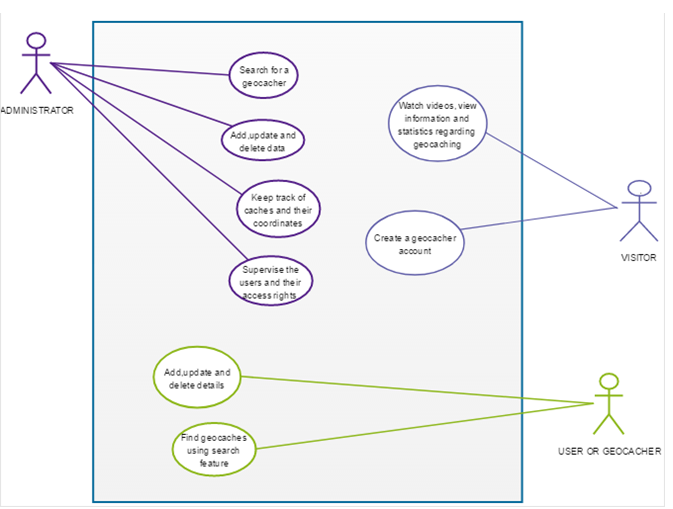 ADMINISTRATOR
Search for a
geocacher
Add,update and
delete data
Keep track of
caches and their
coordinates
Supervise the
users and their
access rights
Watch videos, view
information and
statistics regarding
geocaching
Create a geocacher
account
VISITOR
Add,update and
delete details
Find geocaches
using search
feature
USER OR GEOCACHER